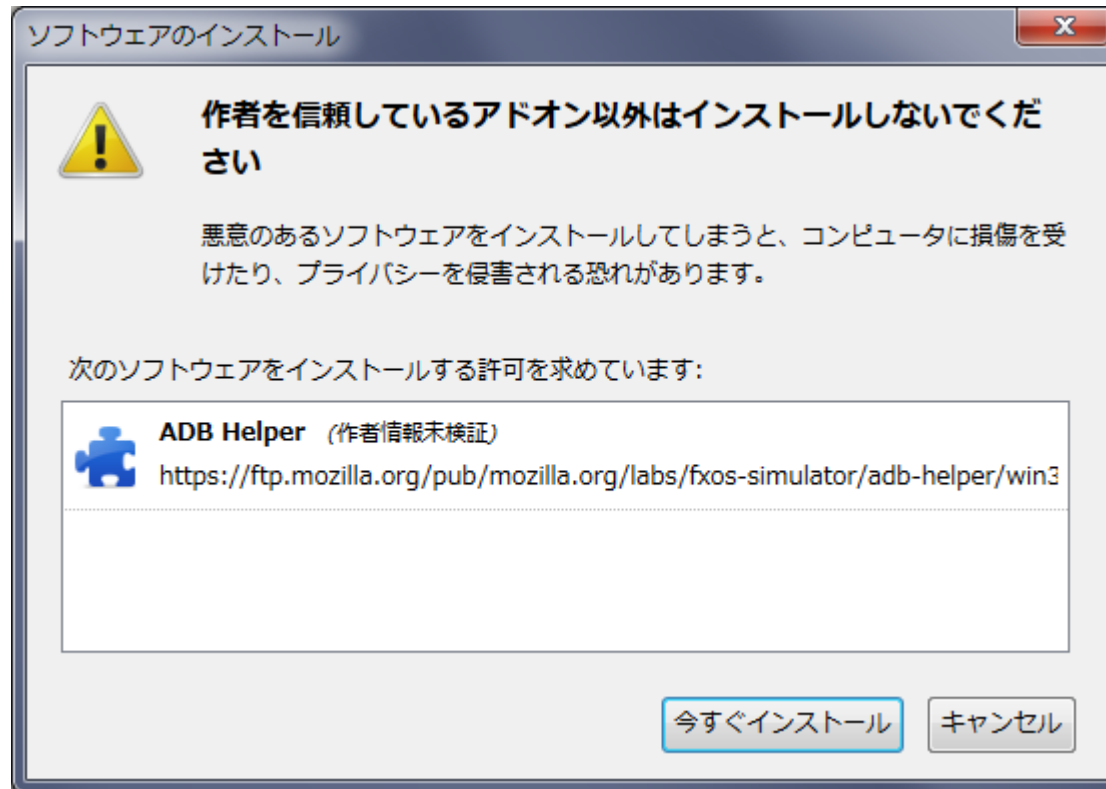 ソフトウェアのインストール
作者を信頼しているアドオン以外はインストールしないでくだ
さい
悪意のあるソフトウェアをインストールしてしまうと、コンピュータに損傷を受
けたり、プライバシーを侵害される恐れがあります。
次のソフトウェアをインストールする許可を求めています:
ADB Helper (作者情報未検証)
https://ftp.mozilla.org/pub/mozilla.org/labs/fxos-simulator/adb-helper/win3
今すぐインストール キャンセル